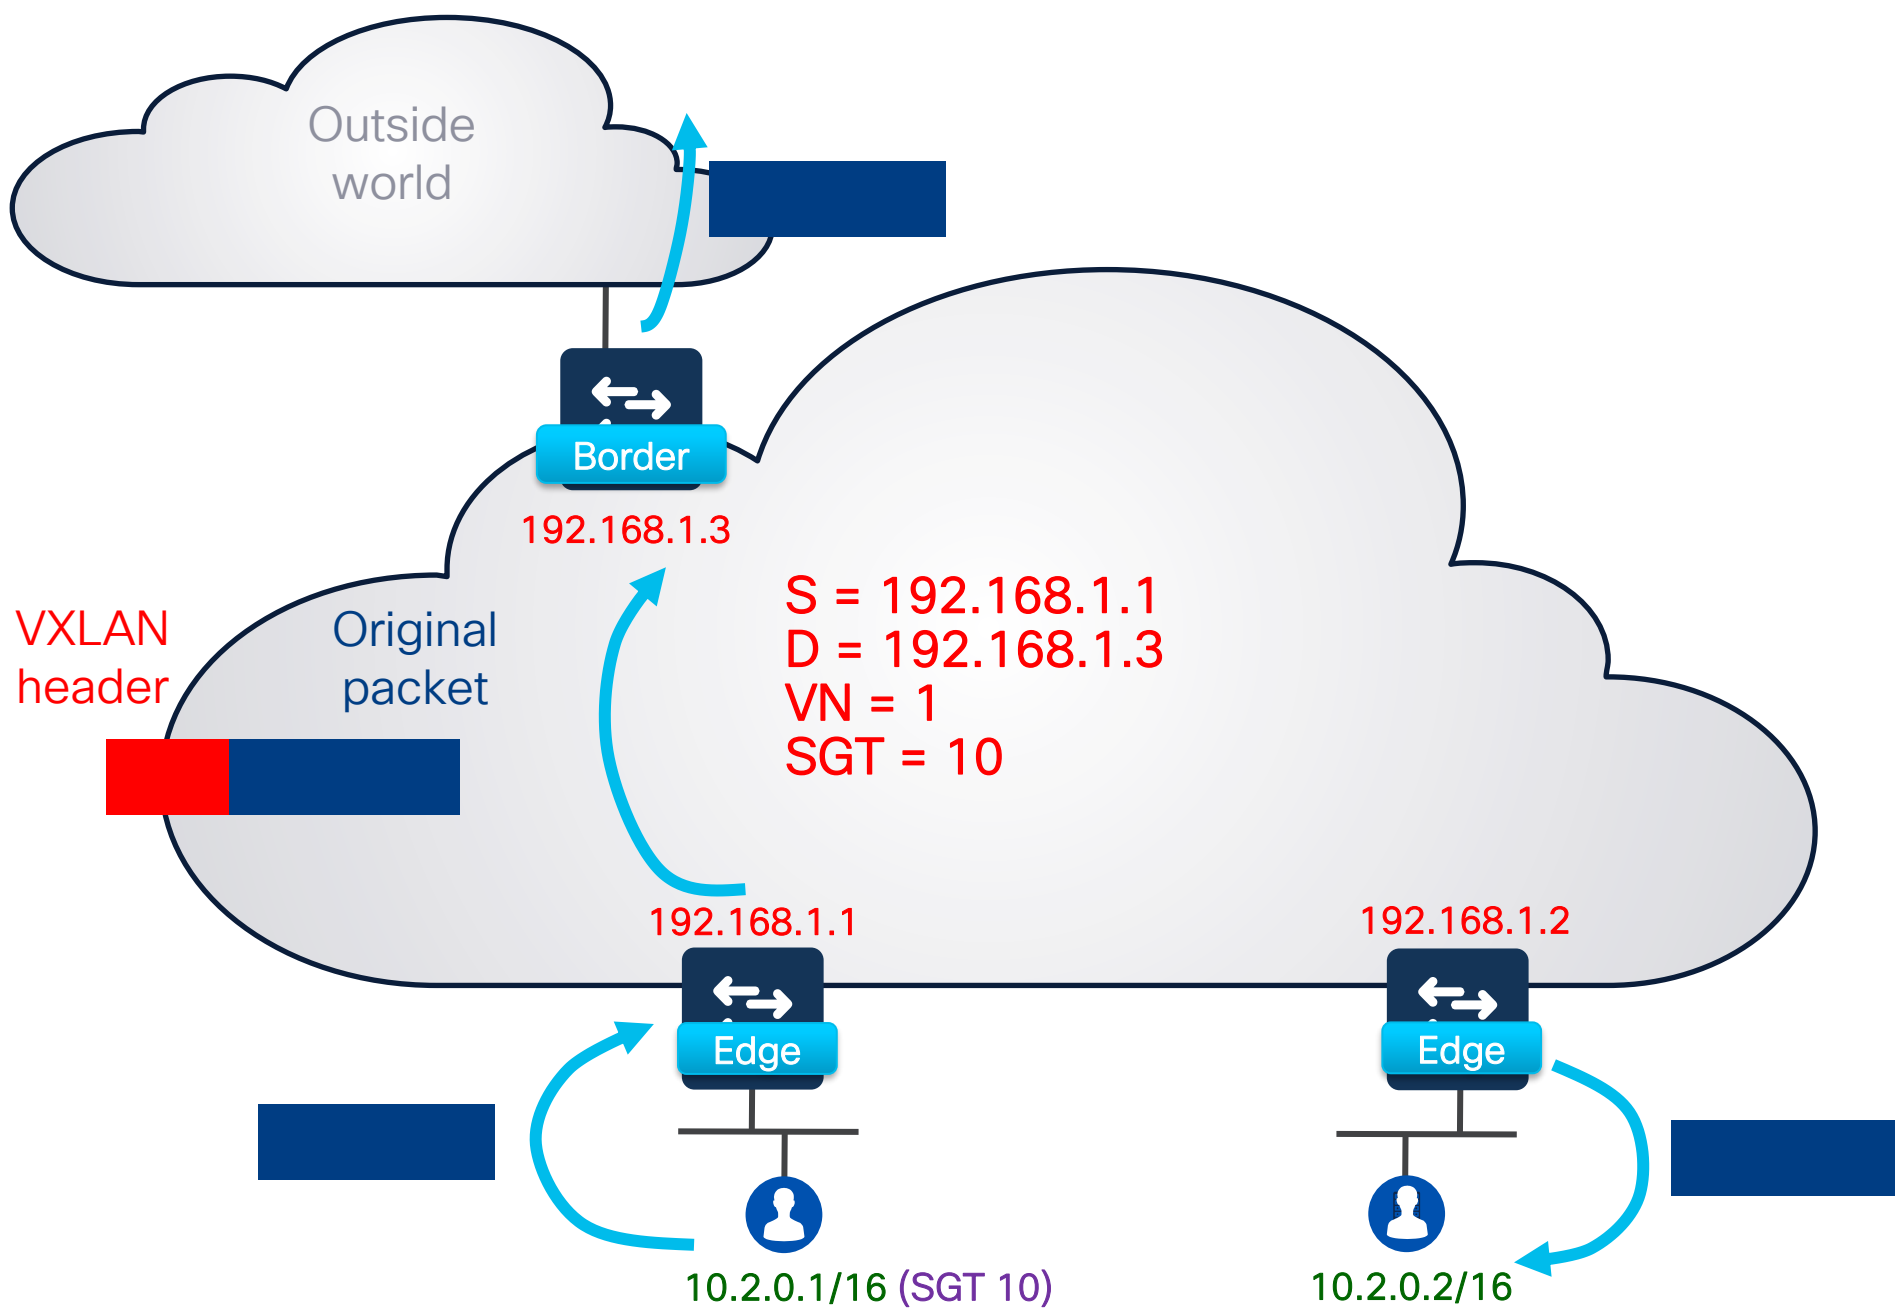 Outside
world
Border
192.168.1.3
VXLAN
header
Original
packet
S = 192.168.1.1
D = 192.168.1.3
VN = 1
SGT = 10
192.168.1.1
192.168.1.2
Edge
Edge
10.2.0.1/16 (SGT 10)
10.2.0.2/16